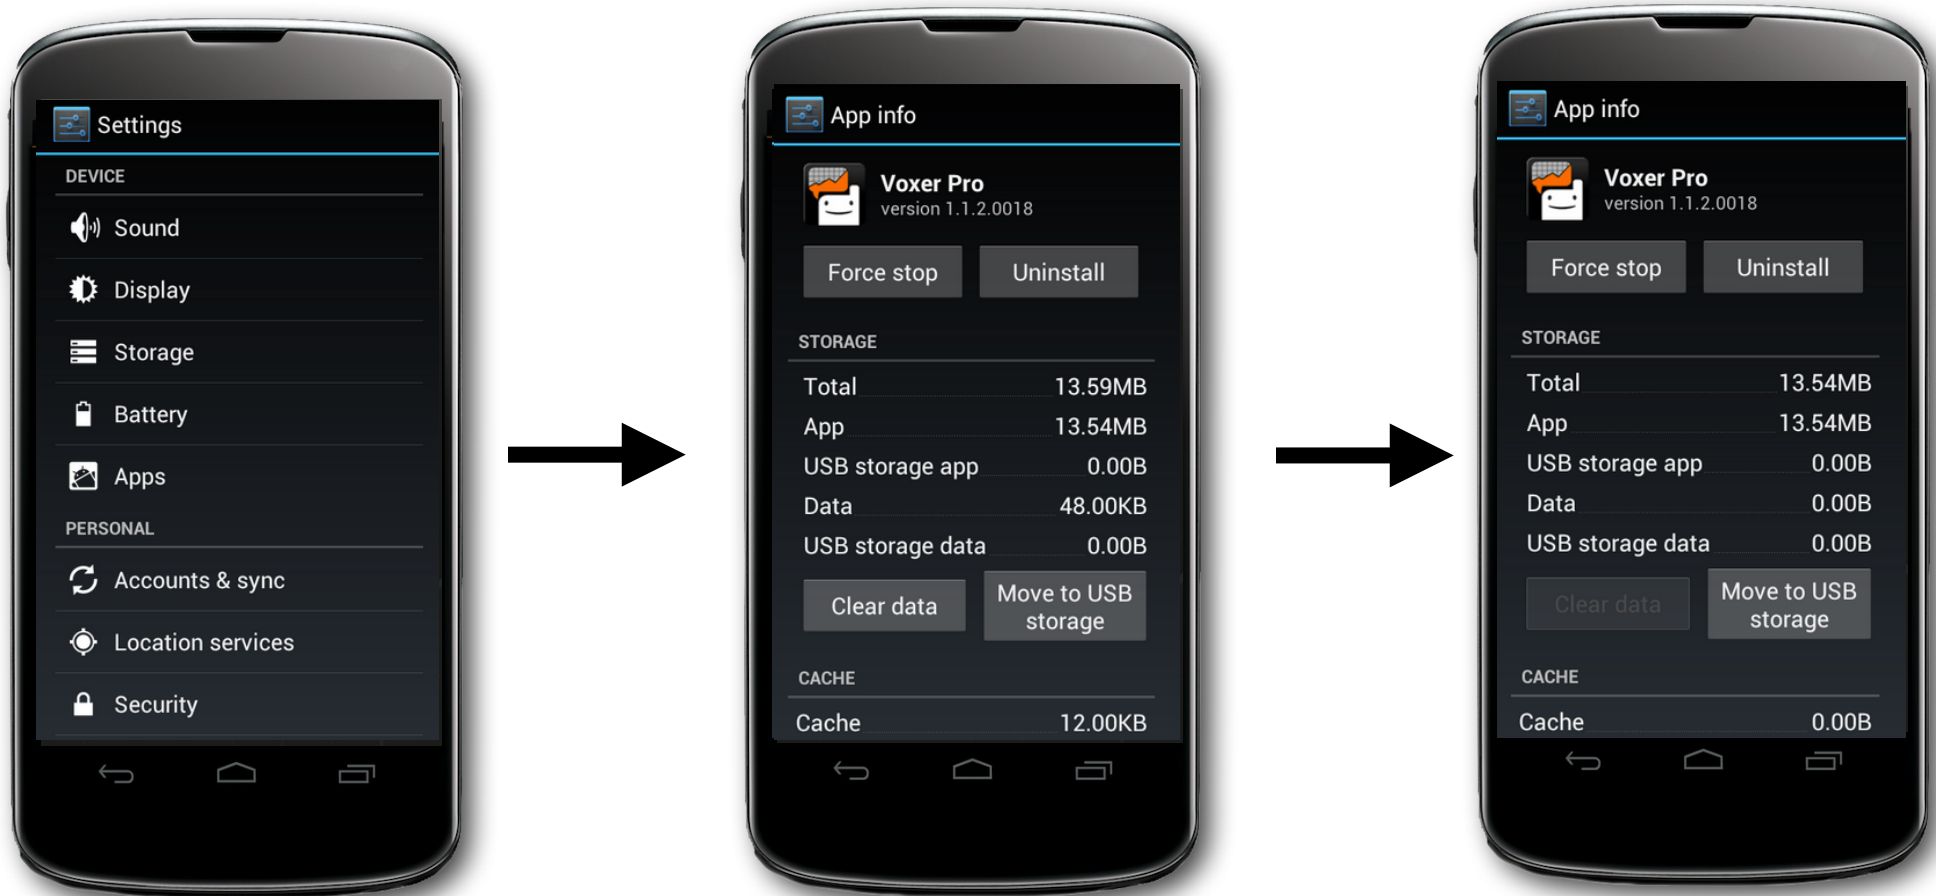 Settings
DEVICE
Sound
Display
Storage
Battery
Apps
PERSONAL
Accounts & sync
Location services
Security
App info
Voxer Pro
version 1.1.2.0018
Force stop Uninstall
STORAGE
Total 13.59MB
App 13.54MB
USB storage app 0.00B
Data 48.00KB
USB storage data 0.00B
Clear data
Move to USB
storage
CACHE
Cache 12.00KB
App info
Voxer Pro
version 1.1.2.0018
Force stop Uninstall
STORAGE
Total 13.54MB
App 13.54MB
USB storage app 0.00B
Data 0.00B
USB storage data 0.00B
Clear data
Move to USB
storage
CACHE
Cache 0.00B